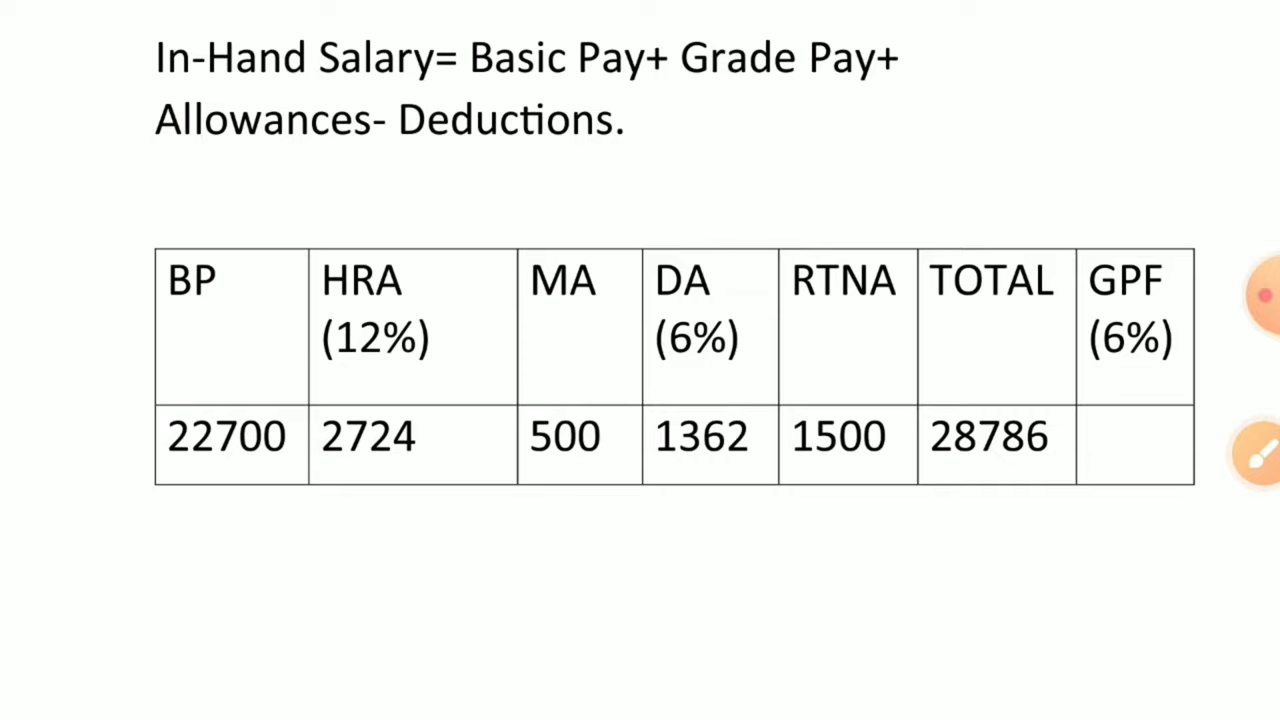 In-Hand Salary= Basic Pay+ Grade Pay+
Allowances- Deductions.
BP HRA MA DA RTNA TOTAL GPF
(12%) (6%) (6%)
22700 2724 500 1362 1500 28786